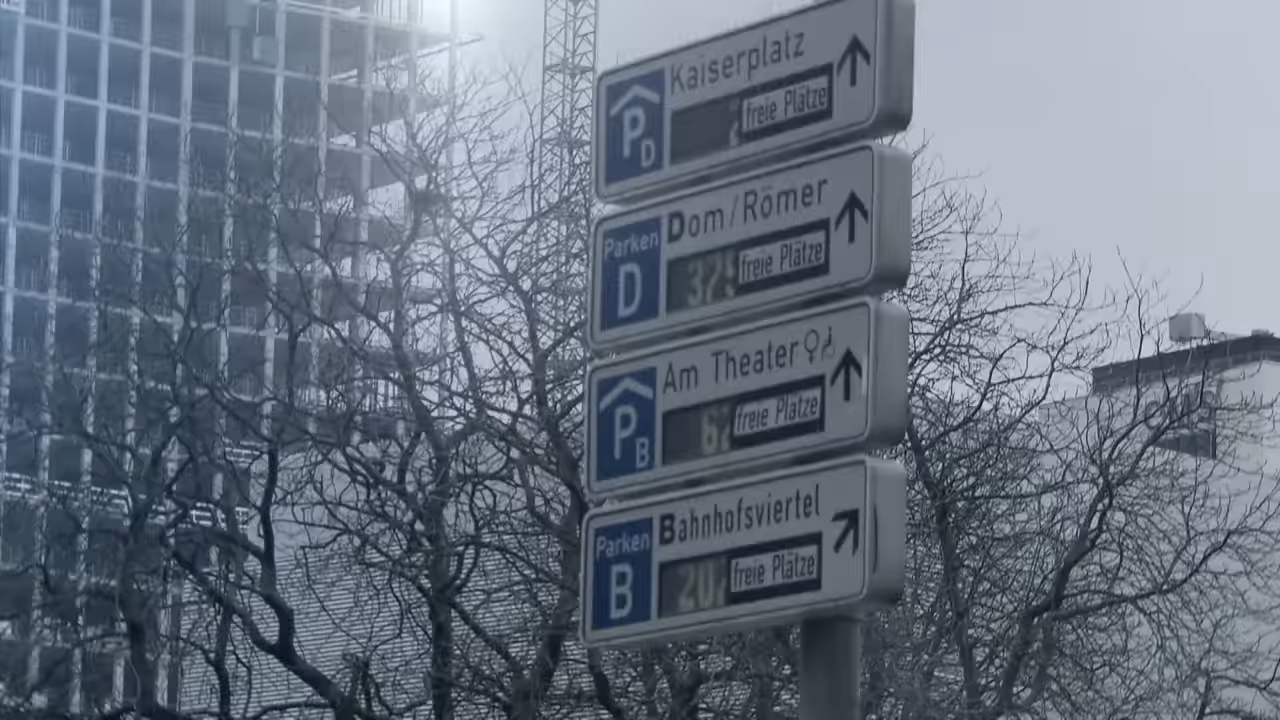 Kaiserplatz
P D
freie Plätze
Dom/Römer
Parken
D
freie Plätze
Am Theater
P B
freie Plätze
Bahnhofsviertel
Parken
B
freie Plätze